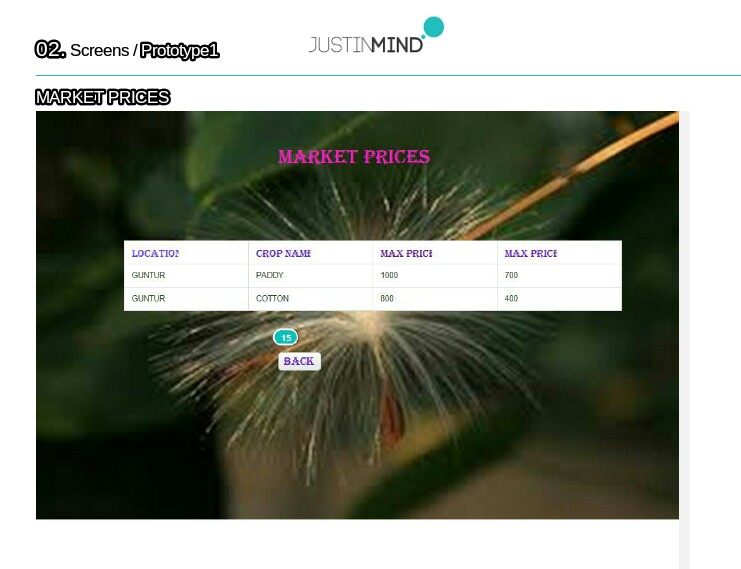 JUSTINMIND
02. Screens / Prototype1
MARKET PRICES
MARKET PRICES
LOCATION CROP NAME MAX PRICE MAX PRICE
GUNTUR PADDY 1000 700
GUNTUR COTTON 800 400
15
BACK